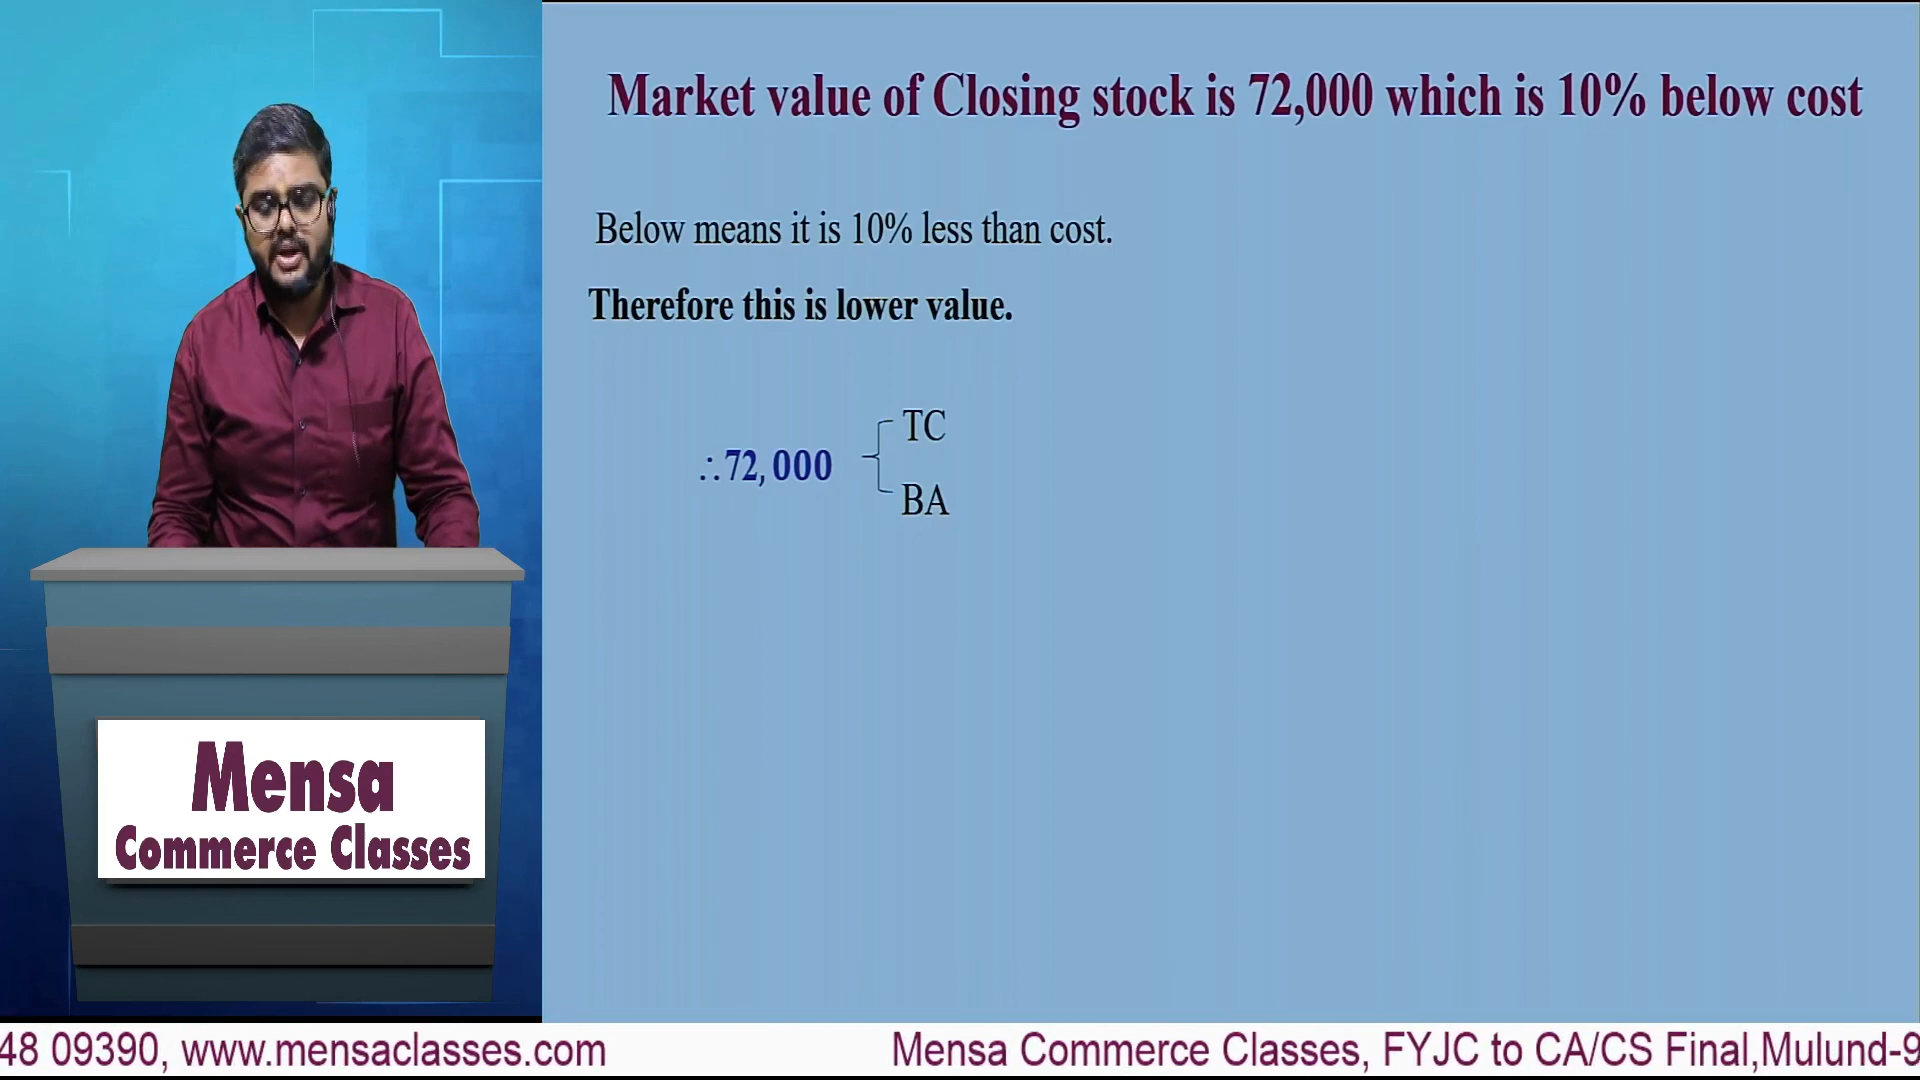 Market value of Closing stock is 72,000 which is 10% below cost
Below means it is 10% less than cost.
Therefore this is lower value.
∴72,000
TC
BA
Mensa
Commerce Classes
48 09390, www.mensaclasses.com
Mensa Commerce Classes, FYJC to CA/CS Final,Mulund-9